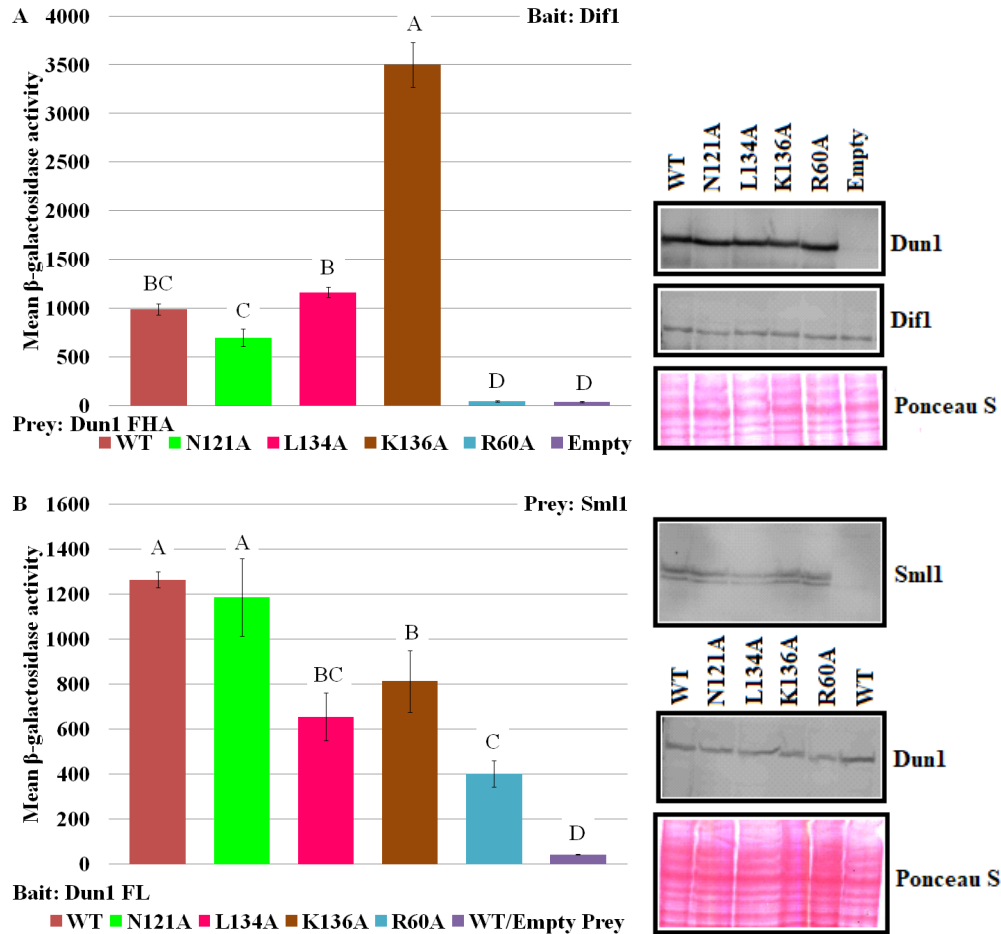 A
Bait: Dif1
Mean β-galactosidase activity
4000
3500
3000
2500
2000
1500
1000
500
0
BC
C
B
A
D
D
Prey: Dun1 FHA
WT N121A L134A K136A R60A Empty
WT N121A L134A K136A R60A Empty
Dun1
Dif1
Ponceau S
B
Prey: Sml1
Mean β-galactosidase activity
1600
1400
1200
1000
800
600
400
200
0
A
A
BC
B
C
D
Bait: Dun1 FL
WT N121A L134A K136A R60A WT/Empty Prey
Sml1
WT N121A L134A K136A R60A WT
Dun1
Ponceau S